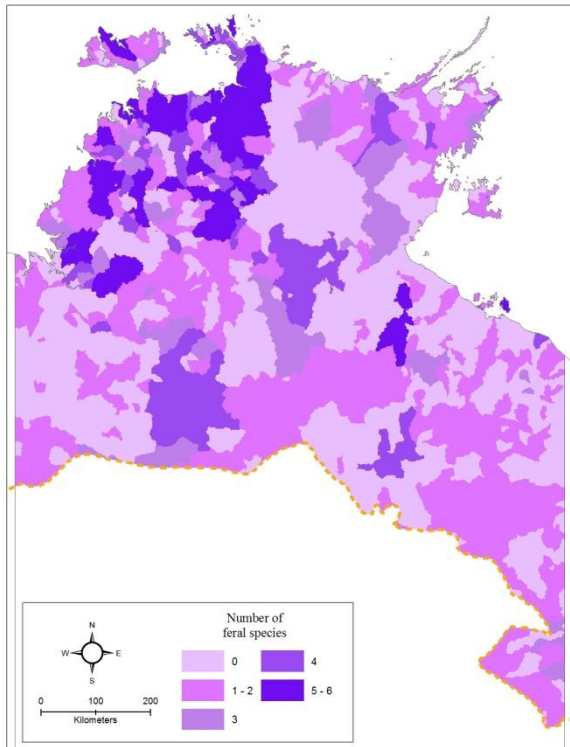 Number of
feral species
N
W E
S
0 4
1 - 2 5 - 6
3
0 100 200
Kilometers